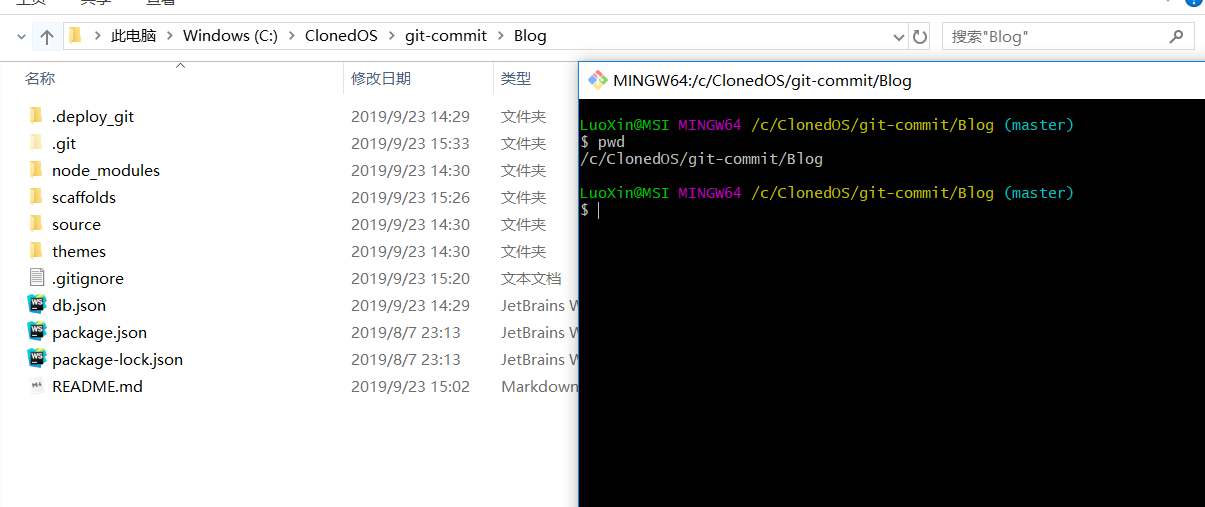 主页 共享 查看
此电脑 Windows (C:) ClonedOS git-commit Blog
搜索"Blog"
名称 修改日期 类型
.deploy_git 2019/9/23 14:29 文件夹
.git 2019/9/23 15:33 文件夹
node_modules 2019/9/23 14:30 文件夹
scaffolds 2019/9/23 15:26 文件夹
source 2019/9/23 14:30 文件夹
themes 2019/9/23 14:30 文件夹
.gitignore 2019/9/23 15:20 文本文档
db.json 2019/9/23 14:29 JetBrains W
package.json 2019/8/7 23:13 JetBrains W
package-lock.json 2019/8/7 23:13 JetBrains W
README.md 2019/9/23 15:02 Markdown
MINGW64:/c/ClonedOS/git-commit/Blog
LuoXin@MSI MINGW64 /c/ClonedOS/git-commit/Blog (master)
$ pwd
/c/ClonedOS/git-commit/Blog
LuoXin@MSI MINGW64 /c/ClonedOS/git-commit/Blog (master)
$